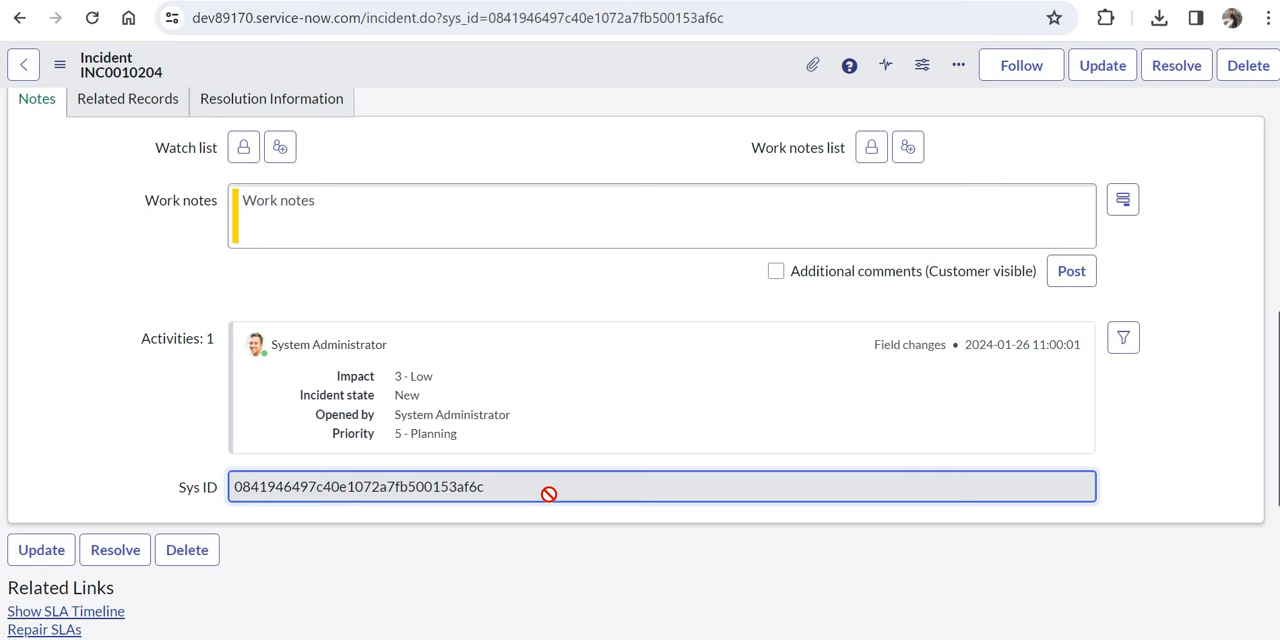 dev89170.service-now.com/incident.do?sys_id=0841946497c40e1072a7fb500153af6c
Incident
INC0010204
Follow
Update
Resolve
Delete
Notes
Related Records
Resolution Information
Watch list
Work notes list
Work notes
Work notes
Additional comments (Customer visible)
Post
Activities: 1
System Administrator
Field changes • 2024-01-26 11:00:01
Impact 3 - Low
Incident state New
Opened by System Administrator
Priority 5 - Planning
Sys ID
0841946497c40e1072a7fb500153af6c
Update
Resolve
Delete
Related Links
Show SLA Timeline
Repair SLAs